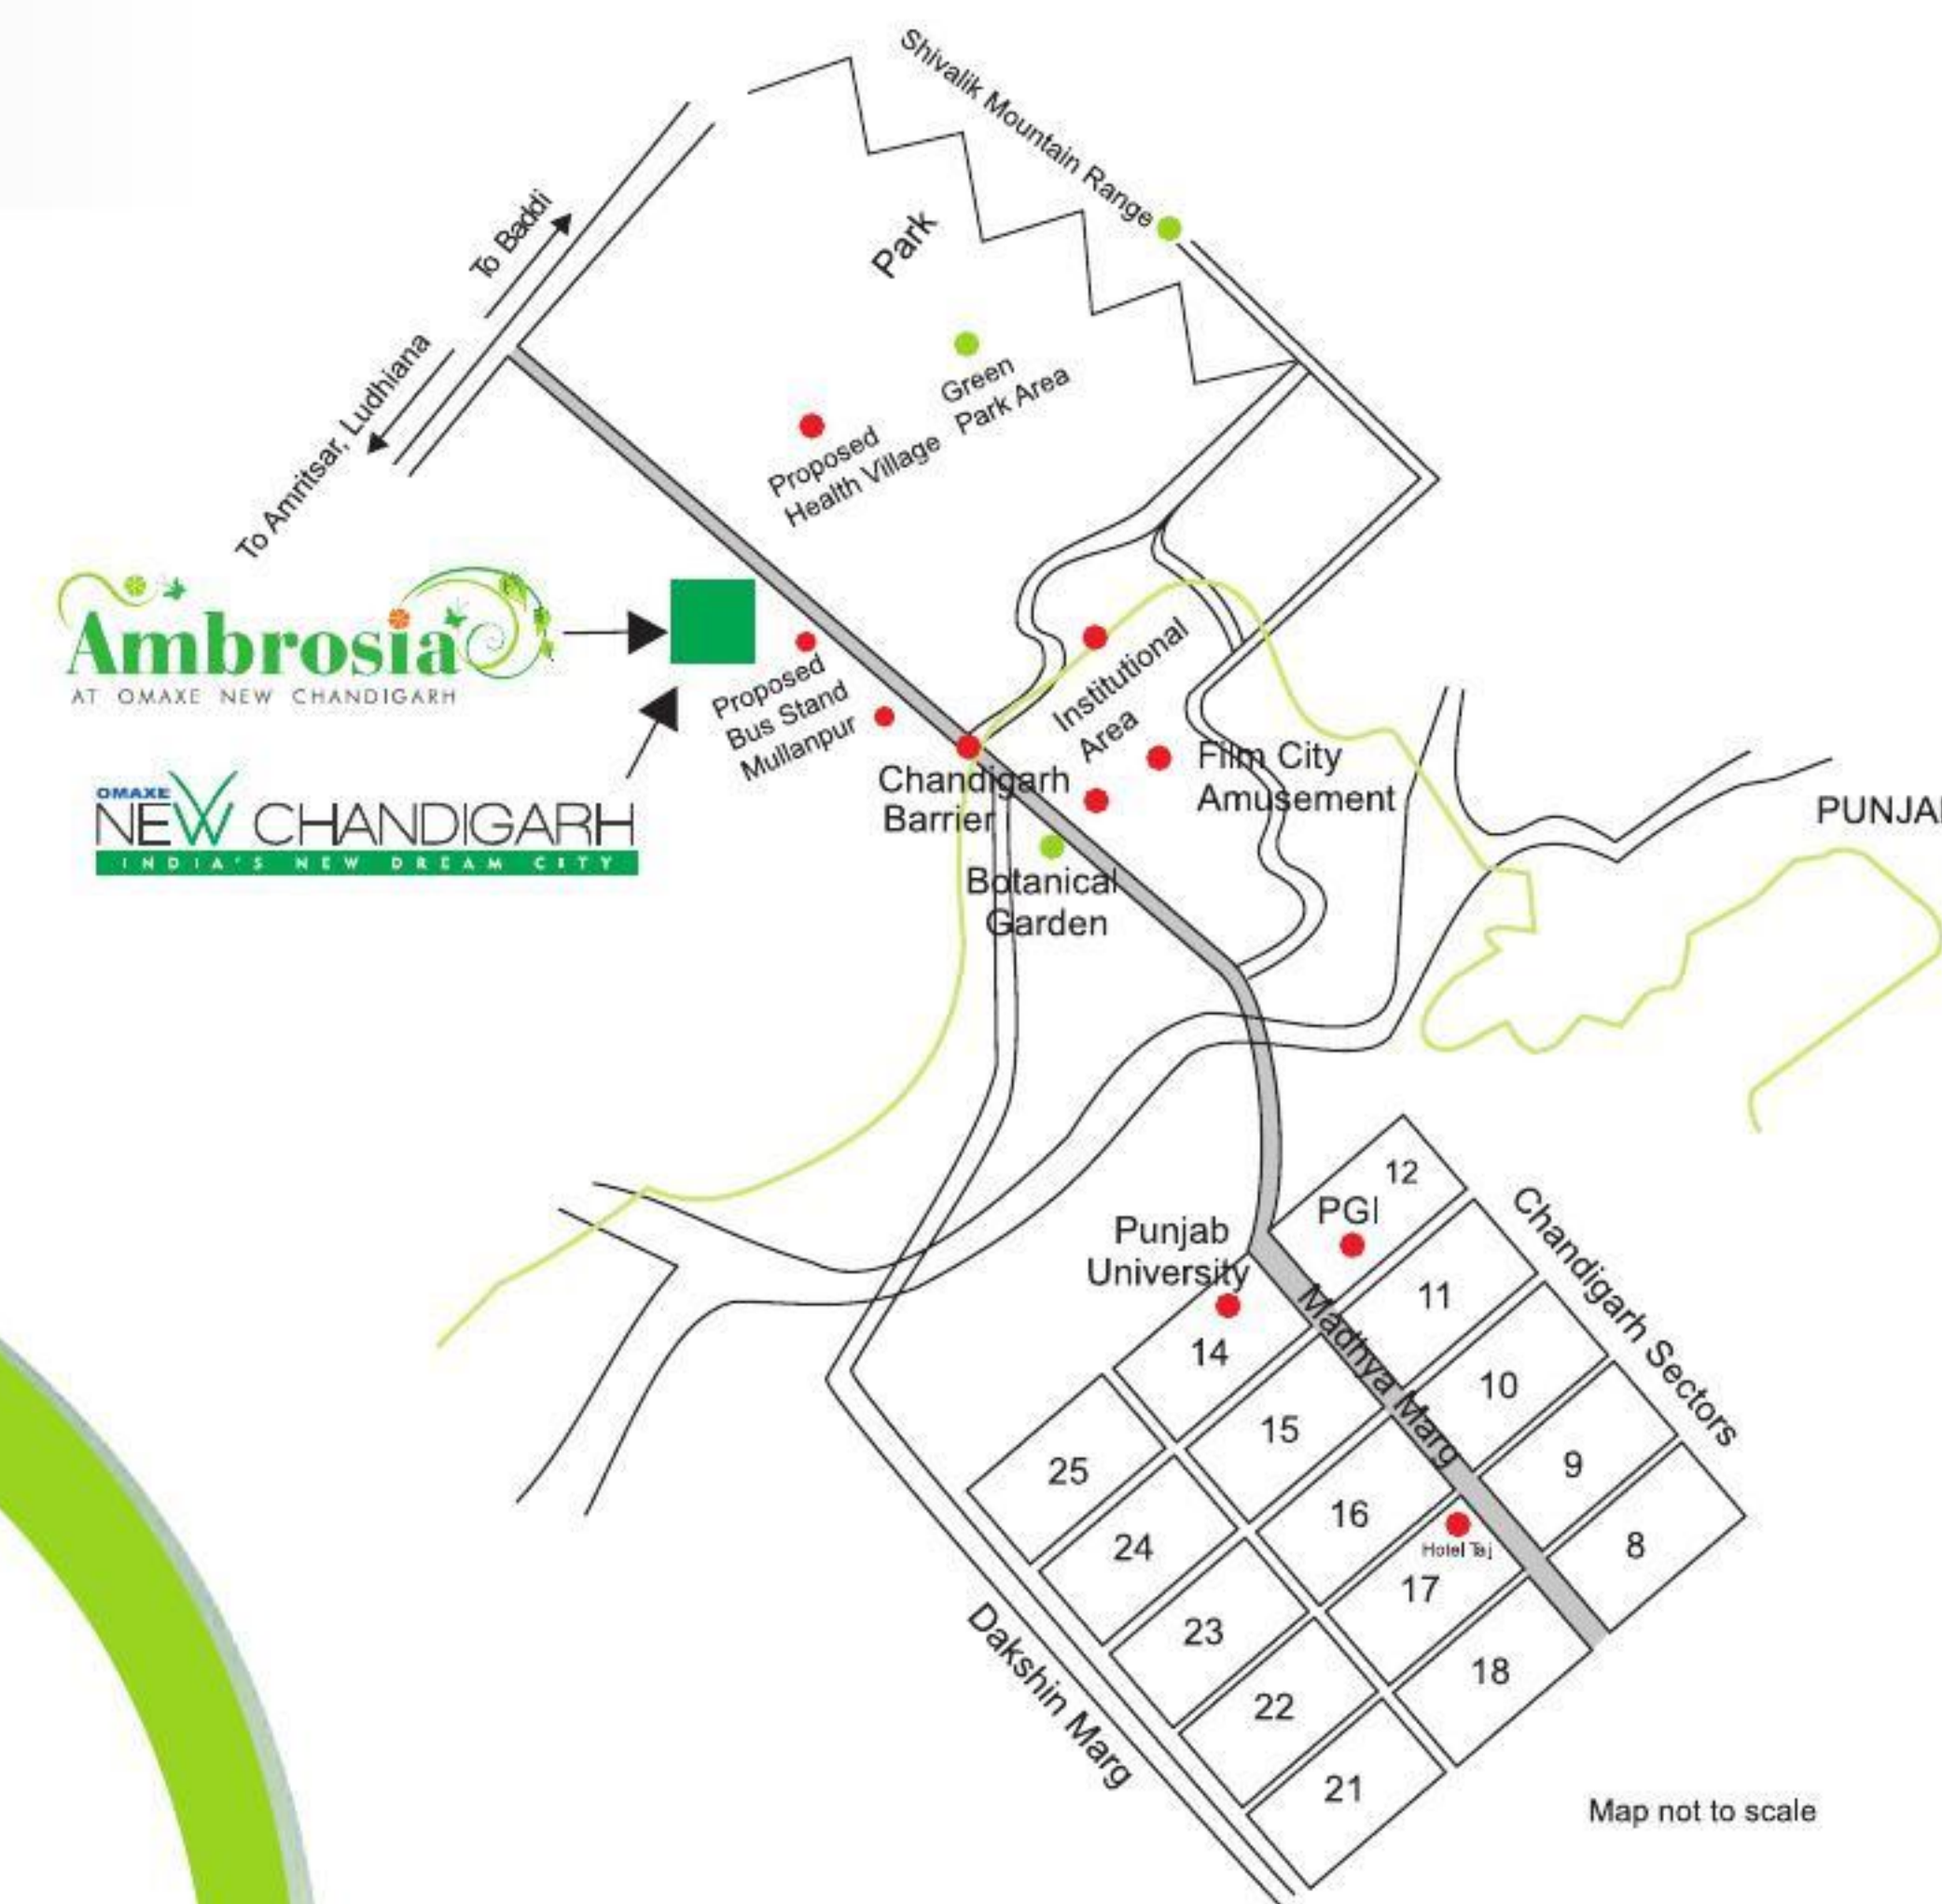 Shivalik Mountain Range
To Baddi
Park
To Amritsar, Ludhiana
Green
Park Area
Proposed
Health Village
Ambrosia
AT OMAXE NEW CHANDIGARH
Proposed
Bus Stand
Mullanpur
Institutional
Area
Film City
Amusement
OMAXE
NEW CHANDIGARH
INDIA'S NEW DREAM CITY
Chandigarh
Barrier
Botanical
Garden
12
PGI
Punjab
University
11
Chandigarh Sectors
Madhya Marg
14
10
15
9
25
16
24
Hotel Taj
8
17
23
18
22
Dakshin Marg
21
Map not to scale